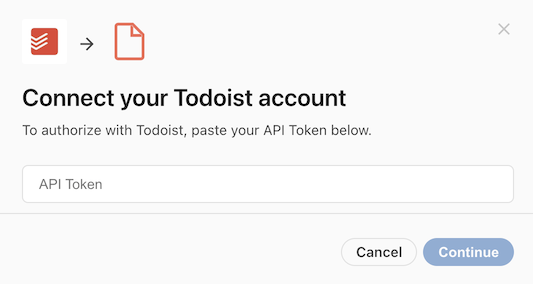 Connect your Todoist account
To authorize with Todoist, paste your API Token below.
API Token
Cancel
Continue